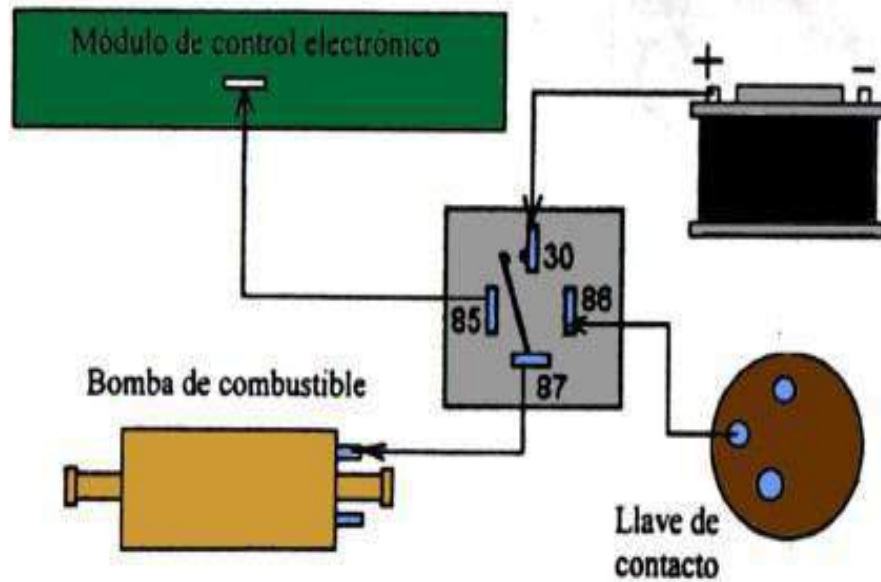 Módulo de control electrónico
+ -
30
85
86
87
Bomba de combustible
Llave de
contacto